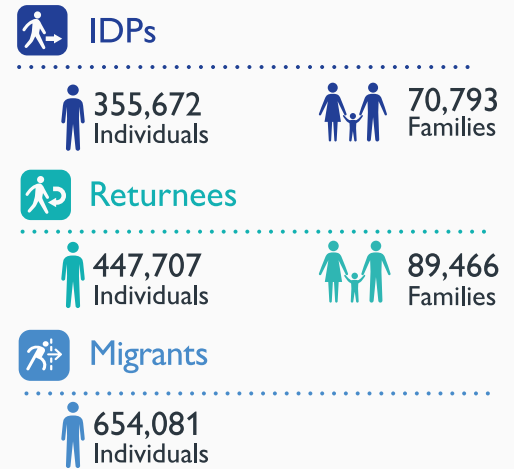 IDPs
355,672
Individuals
70,793
Families
Returnees
447,707
Individuals
89,466
Families
Migrants
654,081
Individuals